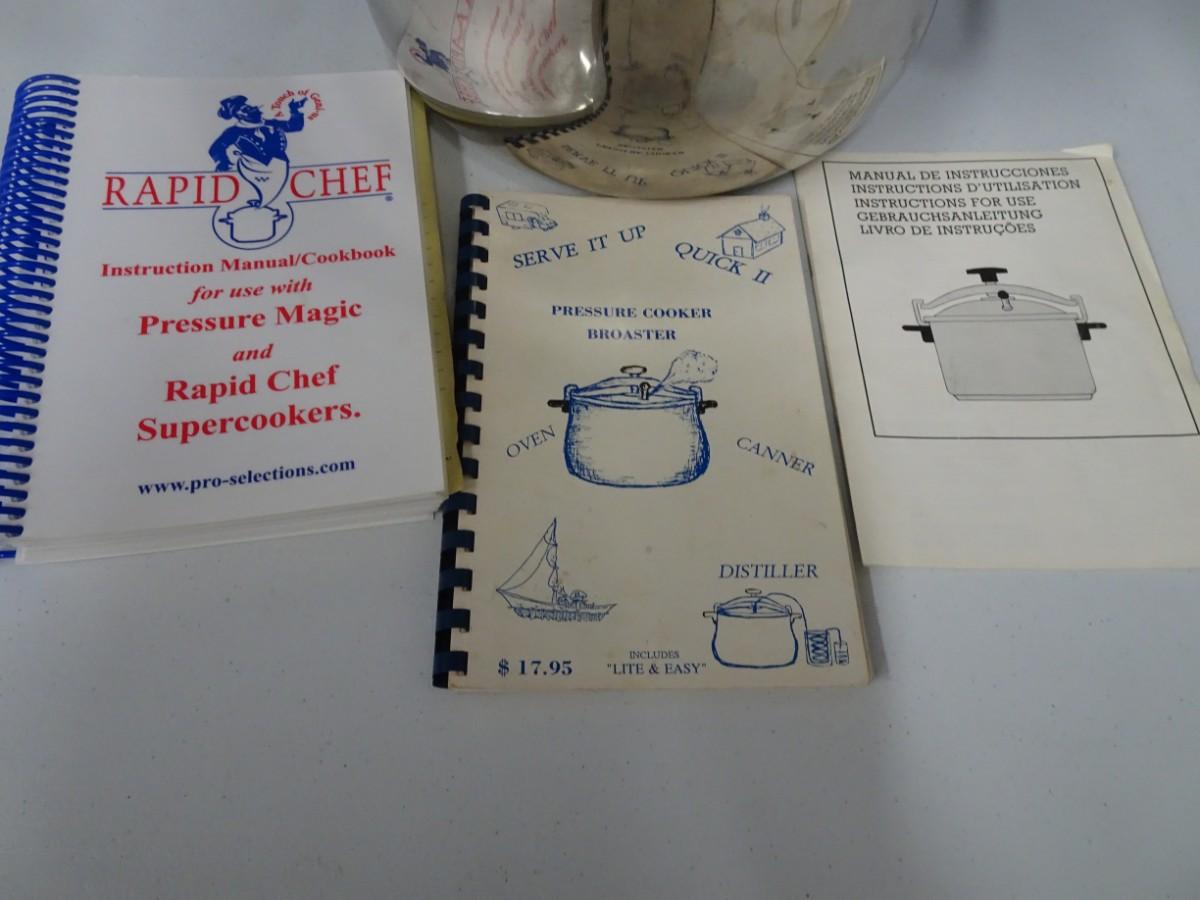 A Touch of Genius
RAPID CHEF®
Instruction Manual/Cookbook
for use with
Pressure Magic
and
Rapid Chef
Supercookers.
www.pro-selections.com
SERVE IT UP
QUICK II
PRESSURE COOKER
BROASTER
OVEN
CANNER
DISTILLER
$ 17.95
INCLUDES
"LITE & EASY"
MANUAL DE INSTRUCCIONES
INSTRUCTIONS D'UTILISATION
INSTRUCTIONS FOR USE
GEBRAUCHSANLEITUNG
LIVRO DE INSTRUÇÕES